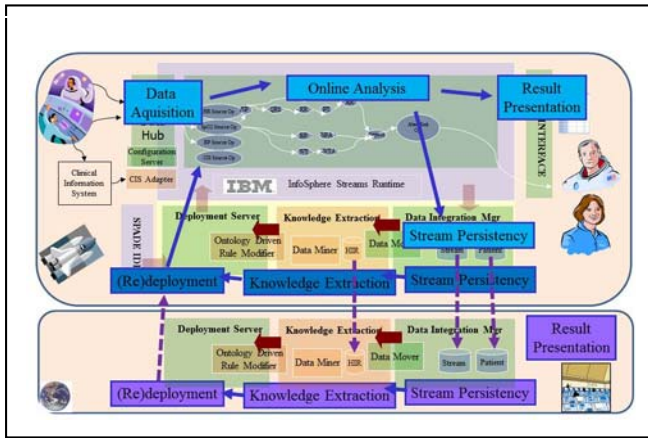 Data
Aquisition
Online Analysis
Result
Presentation
Hub
Configuration
Server
INTERFACE
Clinical
Information
System
CIS Adapter
IBM
InfoSphere Streams Runtime
SPADE IDE
Deployment Server
Knowledge Extraction
Data Integration Mgr
Ontology Driven
Rule Modifier
Data Miner
HIR
Data Mover
Stream Persistency
Stream
Patient
(Re)deployment
Knowledge Extraction
Stream Persistency
Deployment Server
Knowledge Extraction
Data Integration Mgr
Result
Presentation
Ontology Driven
Rule Modifier
Data Miner
HIR
Data Mover
Stream
Patient
(Re)deployment
Knowledge Extraction
Stream Persistency